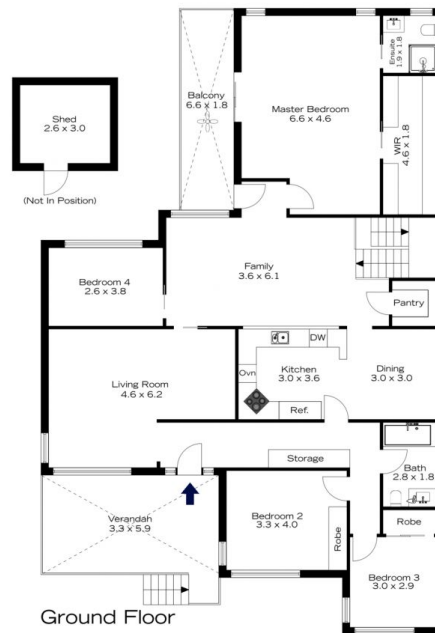 Ensuite
1.9 x 1.8
Balcony
6.6 x 1.8
Master Bedroom
6.6 x 4.6
Shed
2.6 x 3.0
WIR
4.6 x 1.8
(Not In Position)
Family
3.6 x 6.1
Bedroom 4
2.6 x 3.8
Pantry
DW
Living Room
4.6 x 6.2
Ovn
Kitchen
3.0 x 3.6
Dining
3.0 x 3.0
Ref.
Storage
Bath
2.8 x 1.8
Verandah
3.3 x 5.9
Bedroom 2
3.3 x 4.0
Robe
Robe
Bedroom 3
3.0 x 2.9
Ground Floor